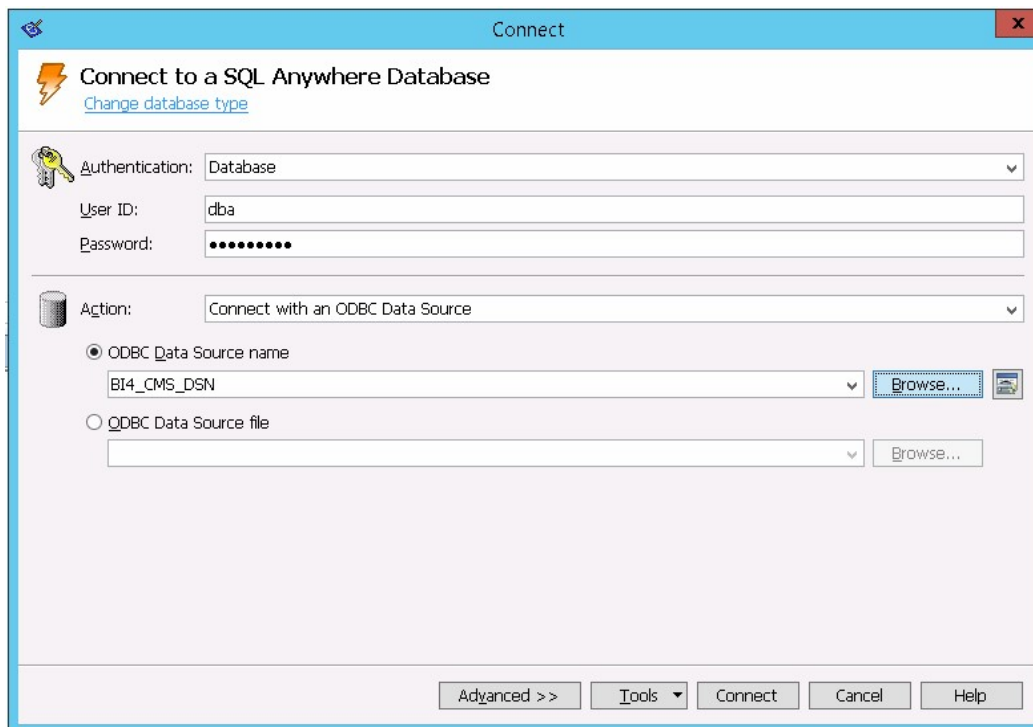 Connect
x
Connect to a SQL Anywhere Database
Change database type
Authentication: Database
User ID: dba
Password: •••••••••
Action: Connect with an ODBC Data Source
ODBC Data Source name
BI4_CMS_DSN Browse...
ODBC Data Source file
Browse...
Advanced >> Tools Connect Cancel Help